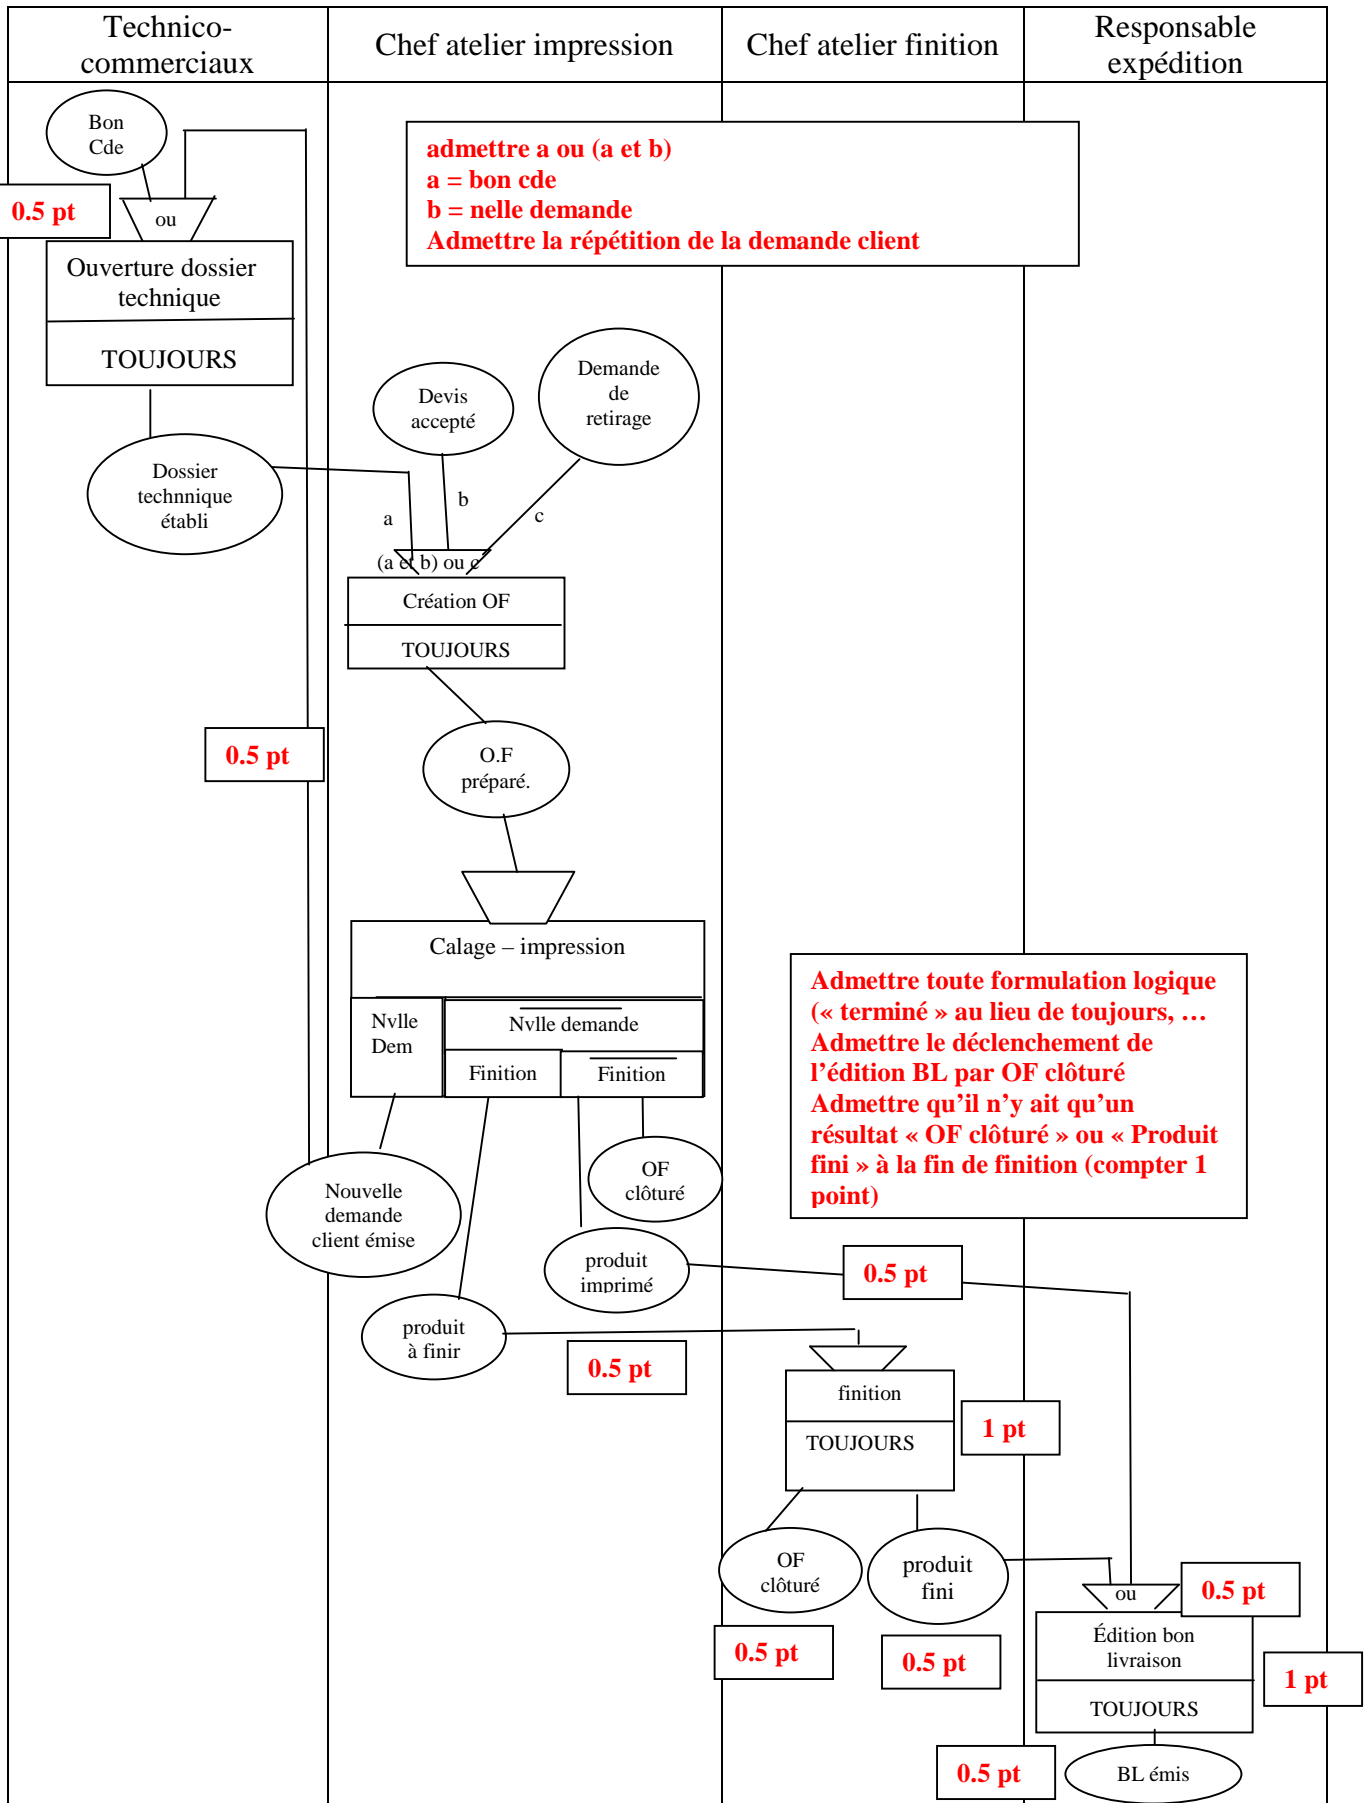 Technico-
commerciaux
Chef atelier impression
Chef atelier finition
Responsable
expédition
Bon
Cde
admettre a ou (a et b)
a = bon cde
b = nelle demande
Admettre la répétition de la demande client
0.5 pt
ou
Ouverture dossier
technique
TOUJOURS
Devis
accepté
Demande
de
retirage
Dossier
technnique
établi
a
b
c
(a et b) ou c
Création OF
TOUJOURS
0.5 pt
O.F
préparé.
Calage – impression
Nvlle
Dem
Nvlle demande
Finition
Finition
Admettre toute formulation logique
(« terminé » au lieu de toujours, …
Admettre le déclenchement de
l’édition BL par OF clôturé
Admettre qu’il n’y ait qu’un
résultat « OF clôturé » ou « Produit
fini » à la fin de finition (compter 1
point)
Nouvelle
demande
client émise
OF
clôturé
produit
imprimé
0.5 pt
produit
à finir
0.5 pt
finition
TOUJOURS
1 pt
OF
clôturé
produit
fini
ou
0.5 pt
0.5 pt
0.5 pt
Édition bon
livraison
TOUJOURS
1 pt
0.5 pt
BL émis